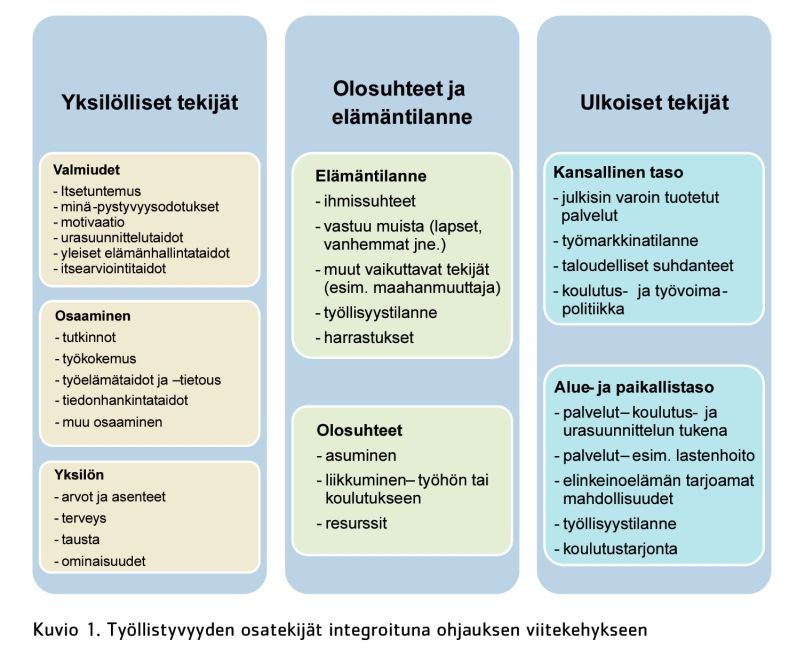 Yksilölliset tekijät
Valmiudet
- Itsetuntemus
- minä-pystyvyysodotukset
- motivaatio
- urasuunnittelutaidot
- yleiset elämänhallintataidot
- itsearviointitaidot
Osaaminen
- tutkinnot
- työkokemus
- työelämätaidot ja –tietous
- tiedonhankintataidot
- muu osaaminen
Yksilön
- arvot ja asenteet
- terveys
- tausta
- ominaisuudet
Olosuhteet ja
elämäntilanne
Elämäntilanne
- ihmissuhteet
- vastuu muista (lapset,
vanhemmat jne.)
- muut vaikuttavat tekijät
(esim. maahanmuuttaja)
- työllisyystilanne
- harrastukset
Olosuhteet
- asuminen
- liikkuminen– työhön tai
koulutukseen
- resurssit
Ulkoiset tekijät
Kansallinen taso
- julkisin varoin tuotetut
palvelut
- työmarkkinatilanne
- taloudelliset suhdanteet
- koulutus- ja työvoima-
politiikka
Alue- ja paikallistaso
- palvelut– koulutus- ja
urasuunnittelun tukena
- palvelut– esim. lastenhoito
- elinkeinoelämän tarjoamat
mahdollisuudet
- työllisyystilanne
- koulutustarjonta
Kuvio 1. Työllistyvyyden osatekijät integroituna ohjauksen viitekehykseen